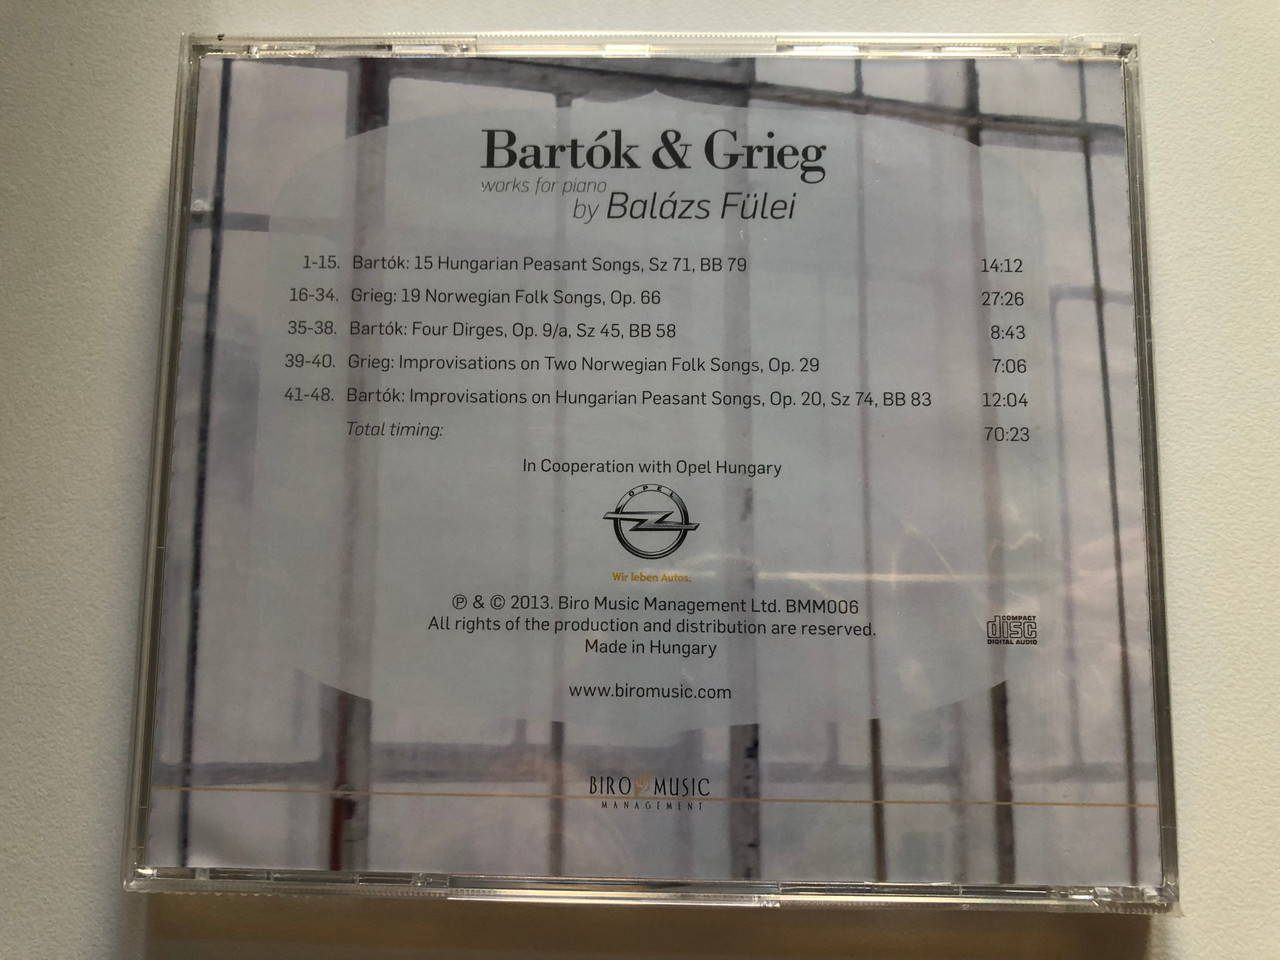 Bartók & Grieg
works for piano
by Balázs Fülei
1-15. Bartók: 15 Hungarian Peasant Songs, Sz 71, BB 79 14:12
16-34. Grieg: 19 Norwegian Folk Songs, Op. 66 27:26
35-38. Bartók: Four Dirges, Op. 9/a, Sz 45, BB 58 8:43
39-40. Grieg: Improvisations on Two Norwegian Folk Songs, Op. 29 7:06
41-48. Bartók: Improvisations on Hungarian Peasant Songs, Op. 20, Sz 74, BB 83 12:04
Total timing: 70:23
In Cooperation with Opel Hungary
OPEL
Wir leben Autos.
℗ & © 2013. Biro Music Management Ltd. BMM006
All rights of the production and distribution are reserved.
Made in Hungary
COMPACT
disc
DIGITAL AUDIO
www.biromusic.com
BIRO MUSIC
MANAGEMENT